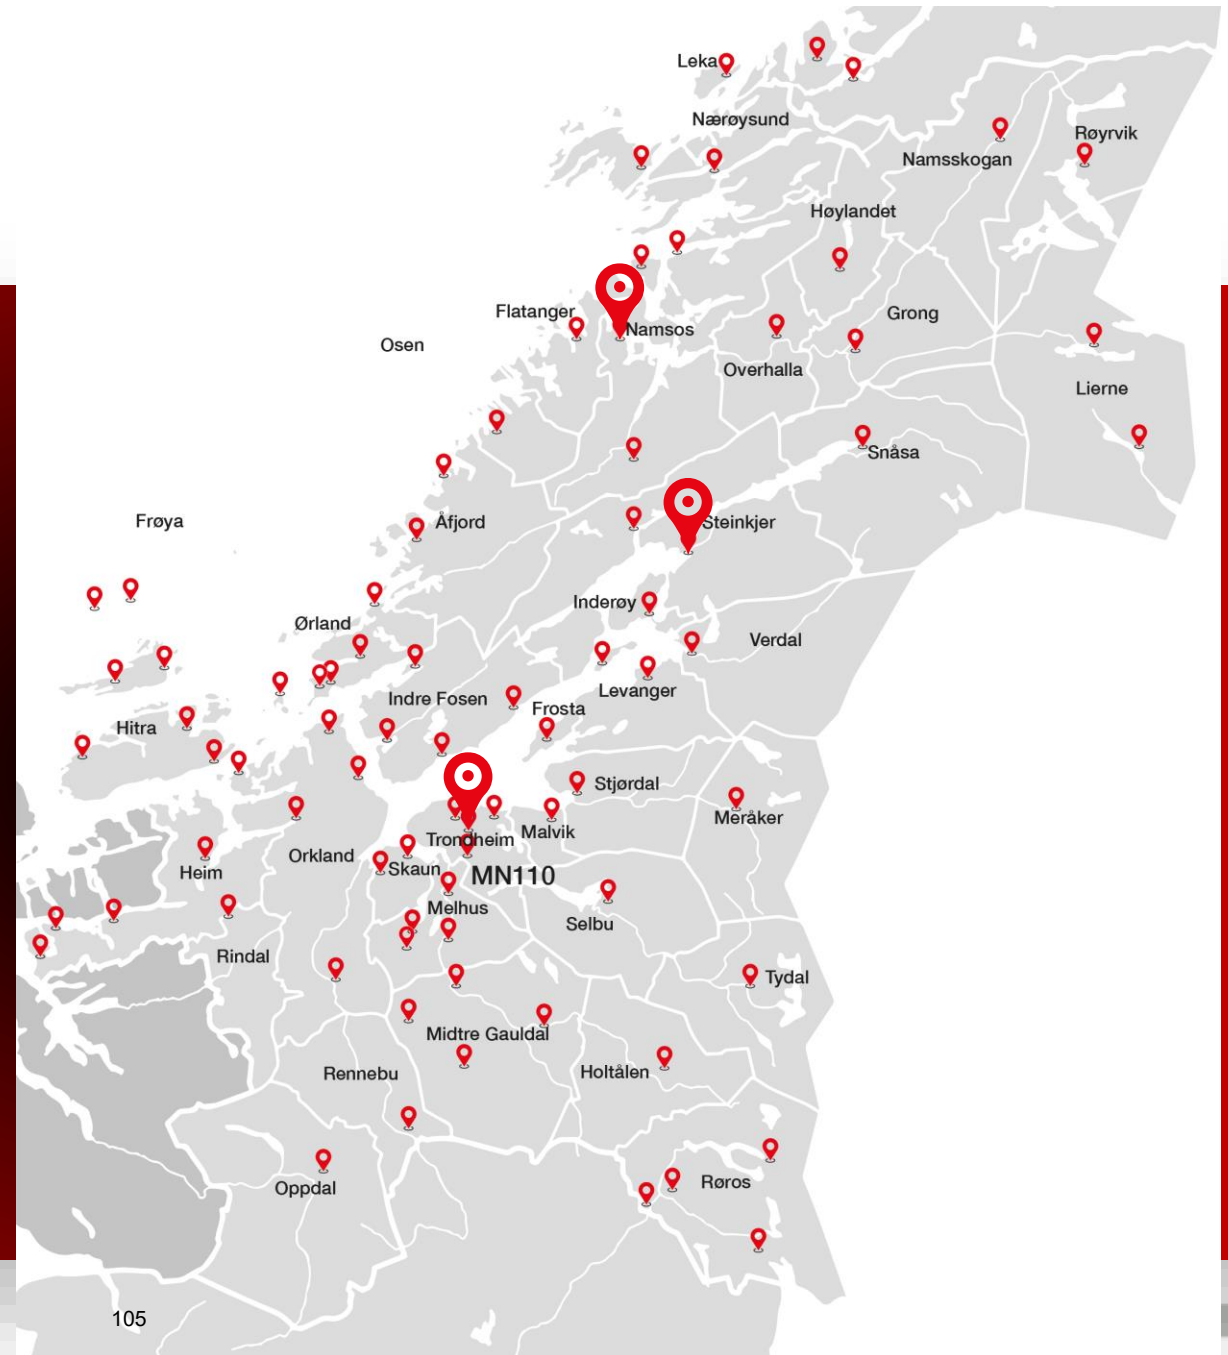 Leka
Nærøysund
Røyrvik
Namsskogan
Høylandet
Flatanger
Grong
Namsos
Osen
Overhalla
Lierne
Snåsa
Frøya
Åfjord
Steinkjer
Inderøy
Ørland
Verdal
Levanger
Indre Fosen
Frosta
Hitra
Stjørdal
Meråker
Malvik
Trondheim
Orkland
Skaun
Heim
MN110
Melhus
Selbu
Rindal
Tydal
Midtre Gauldal
Rennebu
Holtålen
Røros
Oppdal
105